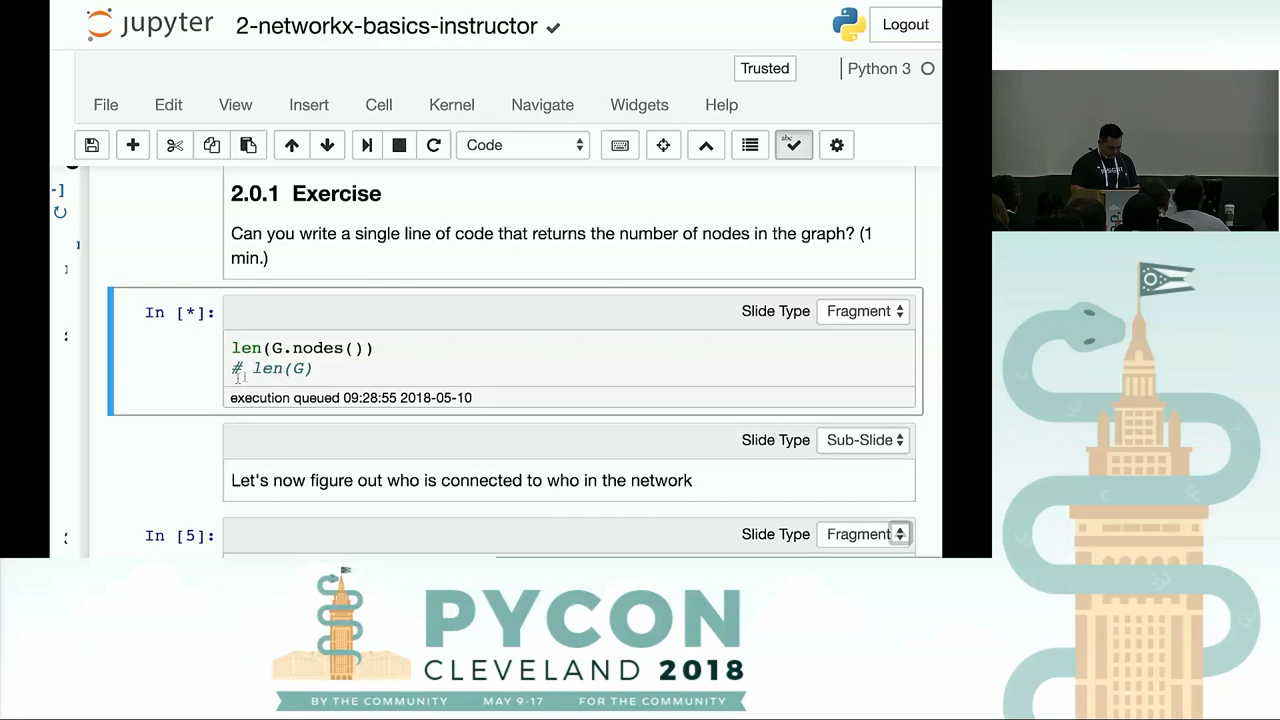 jupyter 2-networkx-basics-instructor
Logout
Trusted
Python 3
File Edit View Insert Cell Kernel Navigate Widgets Help
Code
abc
2.0.1 Exercise
Can you write a single line of code that returns the number of nodes in the graph? (1
min.)
In [*]:
Slide Type Fragment
len(G.nodes())
# len(G)
execution queued 09:28:55 2018-05-10
Slide Type Sub-Slide
Let's now figure out who is connected to who in the network
In [5]:
Slide Type Fragment
PYCON
CLEVELAND 2018
BY THE COMMUNITY MAY 9-17 FOR THE COMMUNITY